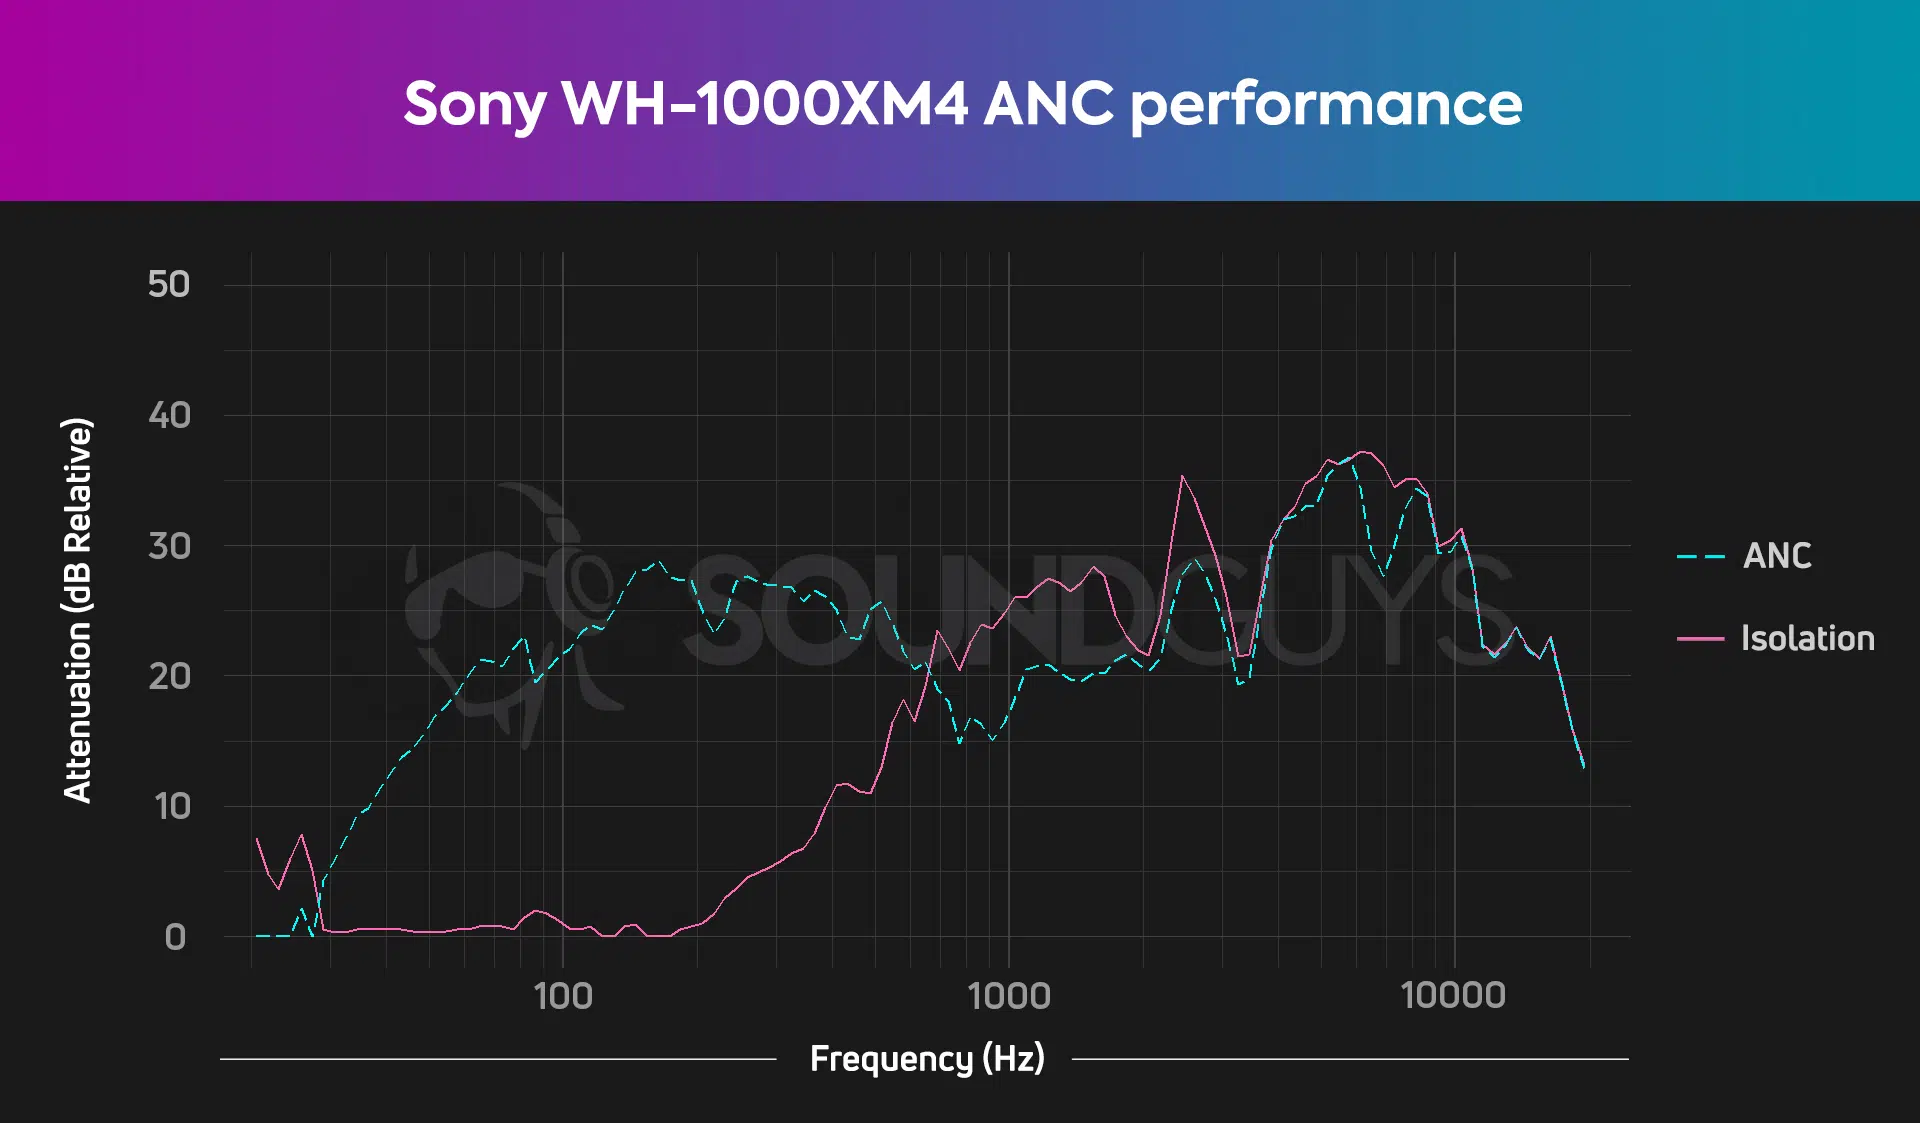 Sony WH-1000XM4 ANC performance
50
40
30
20
10
0
Attenuation (dB Relative)
SOUNDGUYS
ANC
Isolation
100
1000
10000
Frequency (Hz)